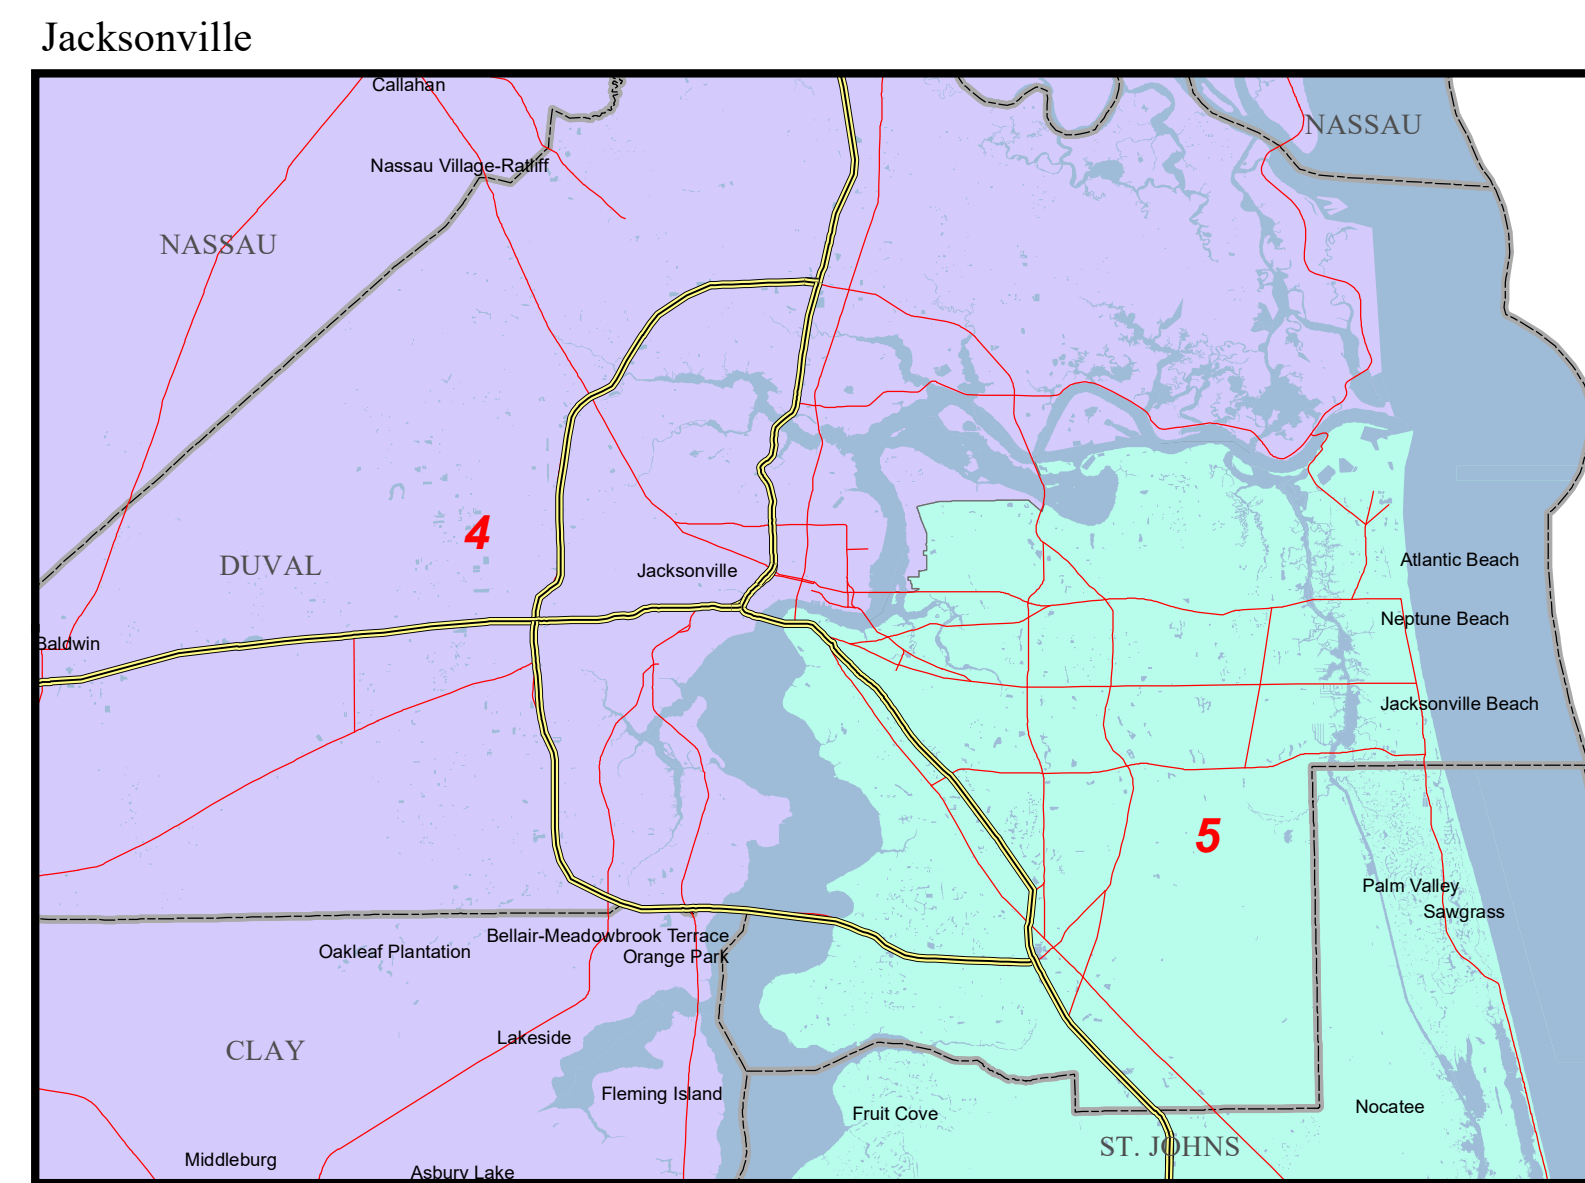 Jacksonville
Callahan
NASSAU
Nassau Village-Ratliff
NASSAU
4
Atlantic Beach
DUVAL
Jacksonville
Neptune Beach
Baldwin
Jacksonville Beach
5
Palm Valley
Sawgrass
Bellair-Meadowbrook Terrace
Oakleaf Plantation
Orange Park
Lakeside
CLAY
Fleming Island
Nocatee
Fruit Cove
ST. JOHNS
Middleburg
Asbury Lake